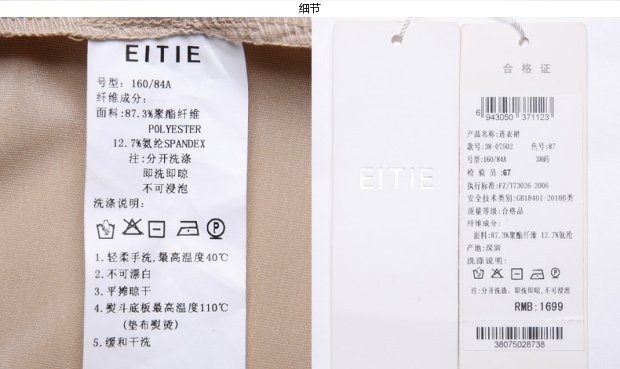 细节
EITIE
号型: 160/84A
纤维成分:
面料:87.3%聚酯纤维
POLYESTER
12.7%氨纶SPANDEX
注:分开洗涤
即洗即晾
不可浸泡
洗涤说明:
1.轻柔手洗,最高温度40℃
2.不可漂白
3.平摊晾干
4.熨斗底板最高温度110℃
(垫布熨烫)
5.缓和干洗
EITIE
合格证
6 943050 371123
产品名称:连衣裙
款号:38-07502 色号:87
号型:160/84A 38码
检验员:67
执行标准:FZ/T73026-2006
安全技术类别:GB18401-2010B类
质量等级:合格品
纤维成分:
面料:87.3%聚酯纤维 12.7%氨纶
产地:深圳
洗涤说明:
注:分开洗涤、即洗即晾,不可浸泡
RMB:1699
38075028738